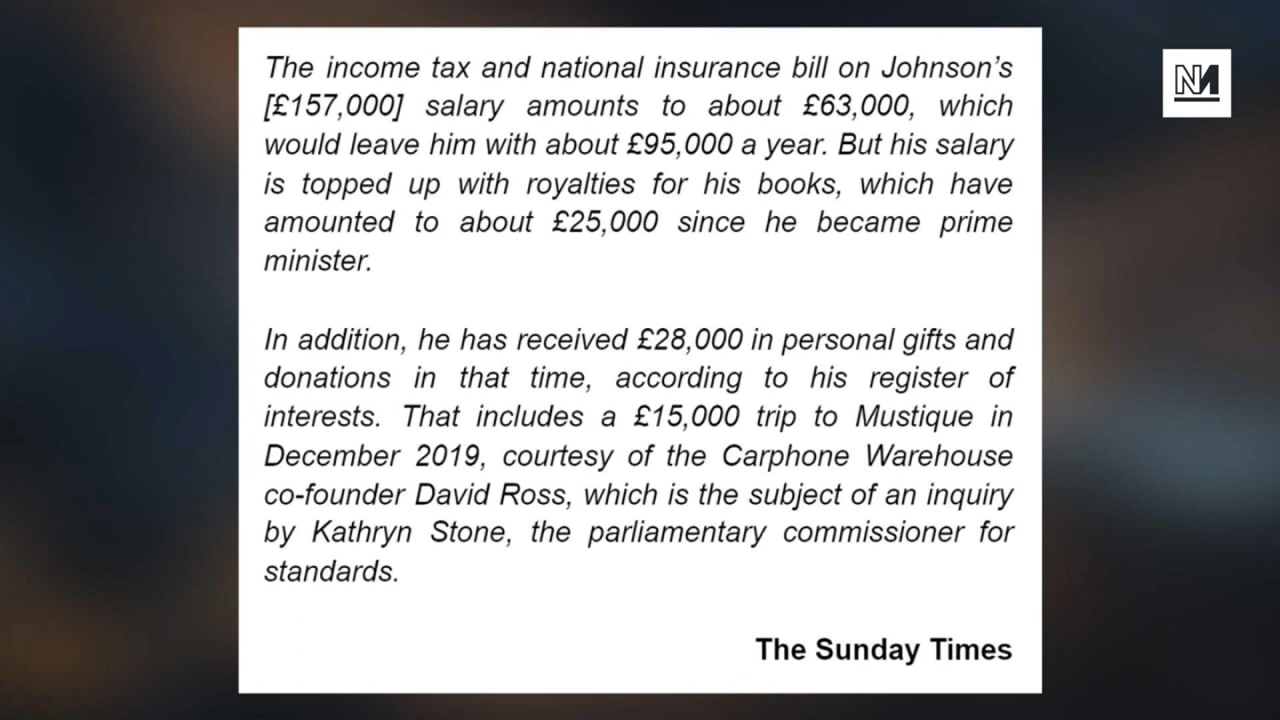 The income tax and national insurance bill on Johnson’s
[£157,000] salary amounts to about £63,000, which
would leave him with about £95,000 a year. But his salary
is topped up with royalties for his books, which have
amounted to about £25,000 since he became prime
minister.
In addition, he has received £28,000 in personal gifts and
donations in that time, according to his register of
interests. That includes a £15,000 trip to Mustique in
December 2019, courtesy of the Carphone Warehouse
co-founder David Ross, which is the subject of an inquiry
by Kathryn Stone, the parliamentary commissioner for
standards.
The Sunday Times